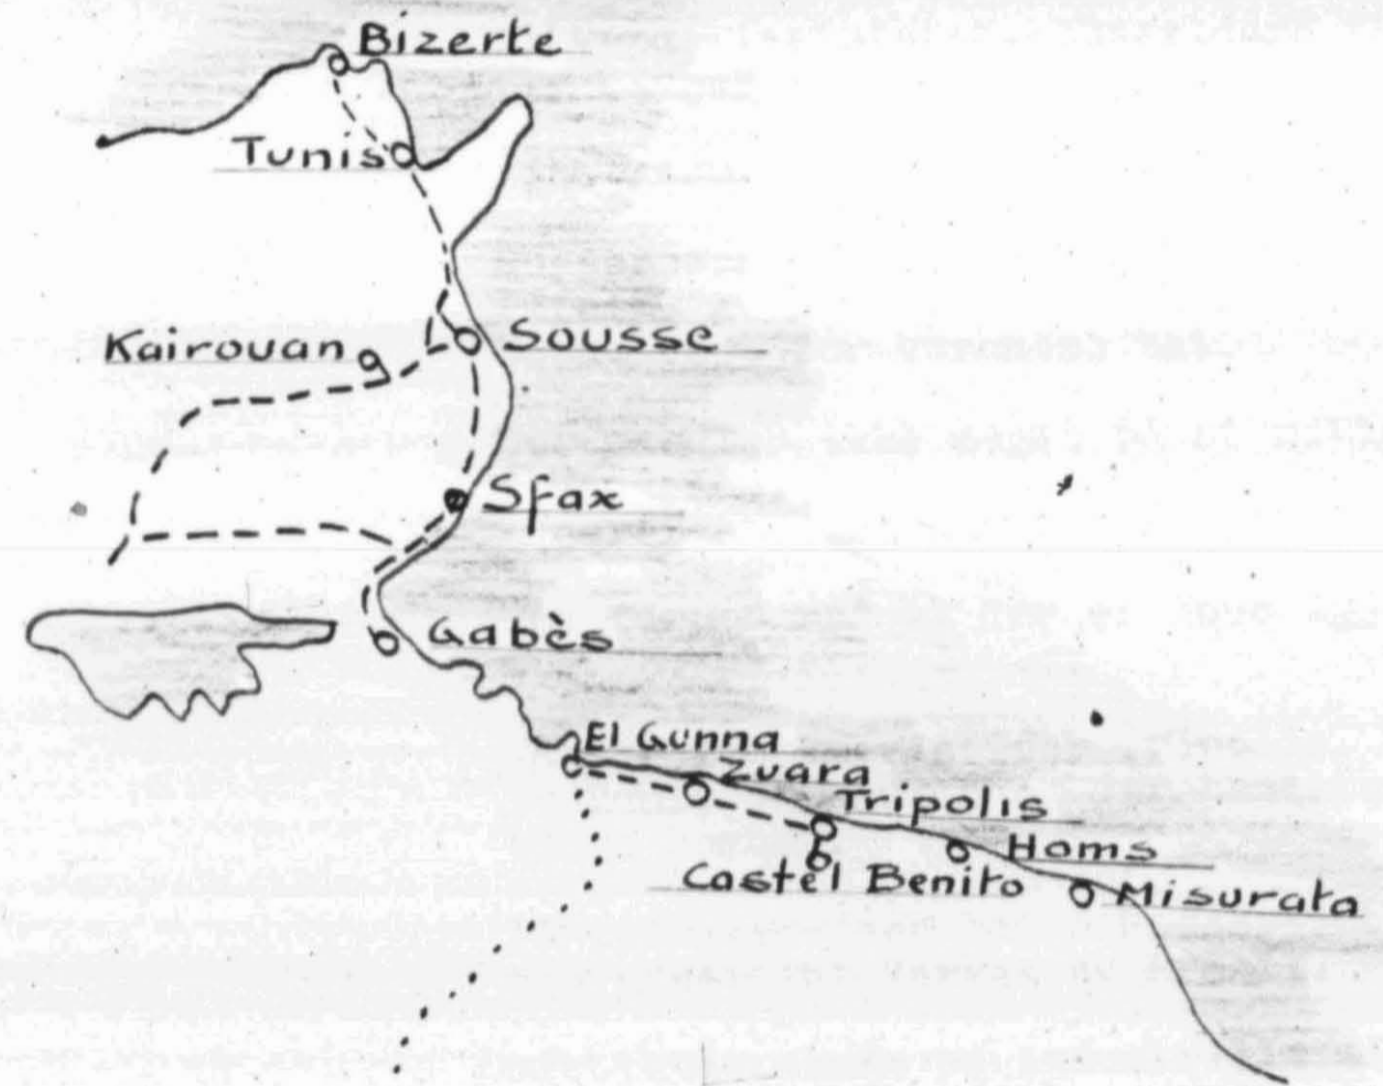 Bizerte
Tunis
Kairouan
Sousse
Sfax
Gabès
El Gunna
Zuara
Tripolis
Homs
Castel Benito
Misurata